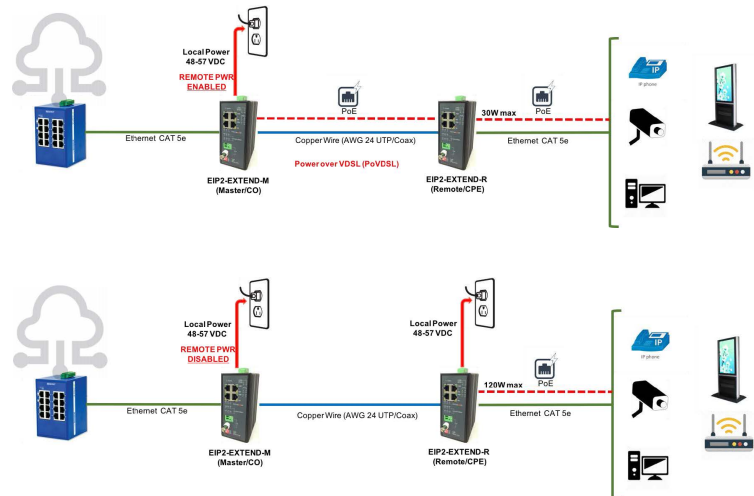 Local Power
48-57 VDC
REMOTE PWR
ENABLED
PoE
30W max
PoE
IP
IP phone
Ethernet CAT 5e
Copper Wire (AWG 24 UTP/Coax)
Ethernet CAT 5e
Power over VDSL (PoVDSL)
EIP2-EXTEND-M
(Master/CO)
EIP2-EXTEND-R
(Remote/CPE)
Local Power
48-57 VDC
REMOTE PWR
DISABLED
Local Power
48-57 VDC
IP
IP phone
120W max
PoE
Ethernet CAT 5e
Copper Wire (AWG 24 UTP/Coax)
Ethernet CAT 5e
EIP2-EXTEND-M
(Master/CO)
EIP2-EXTEND-R
(Remote/CPE)